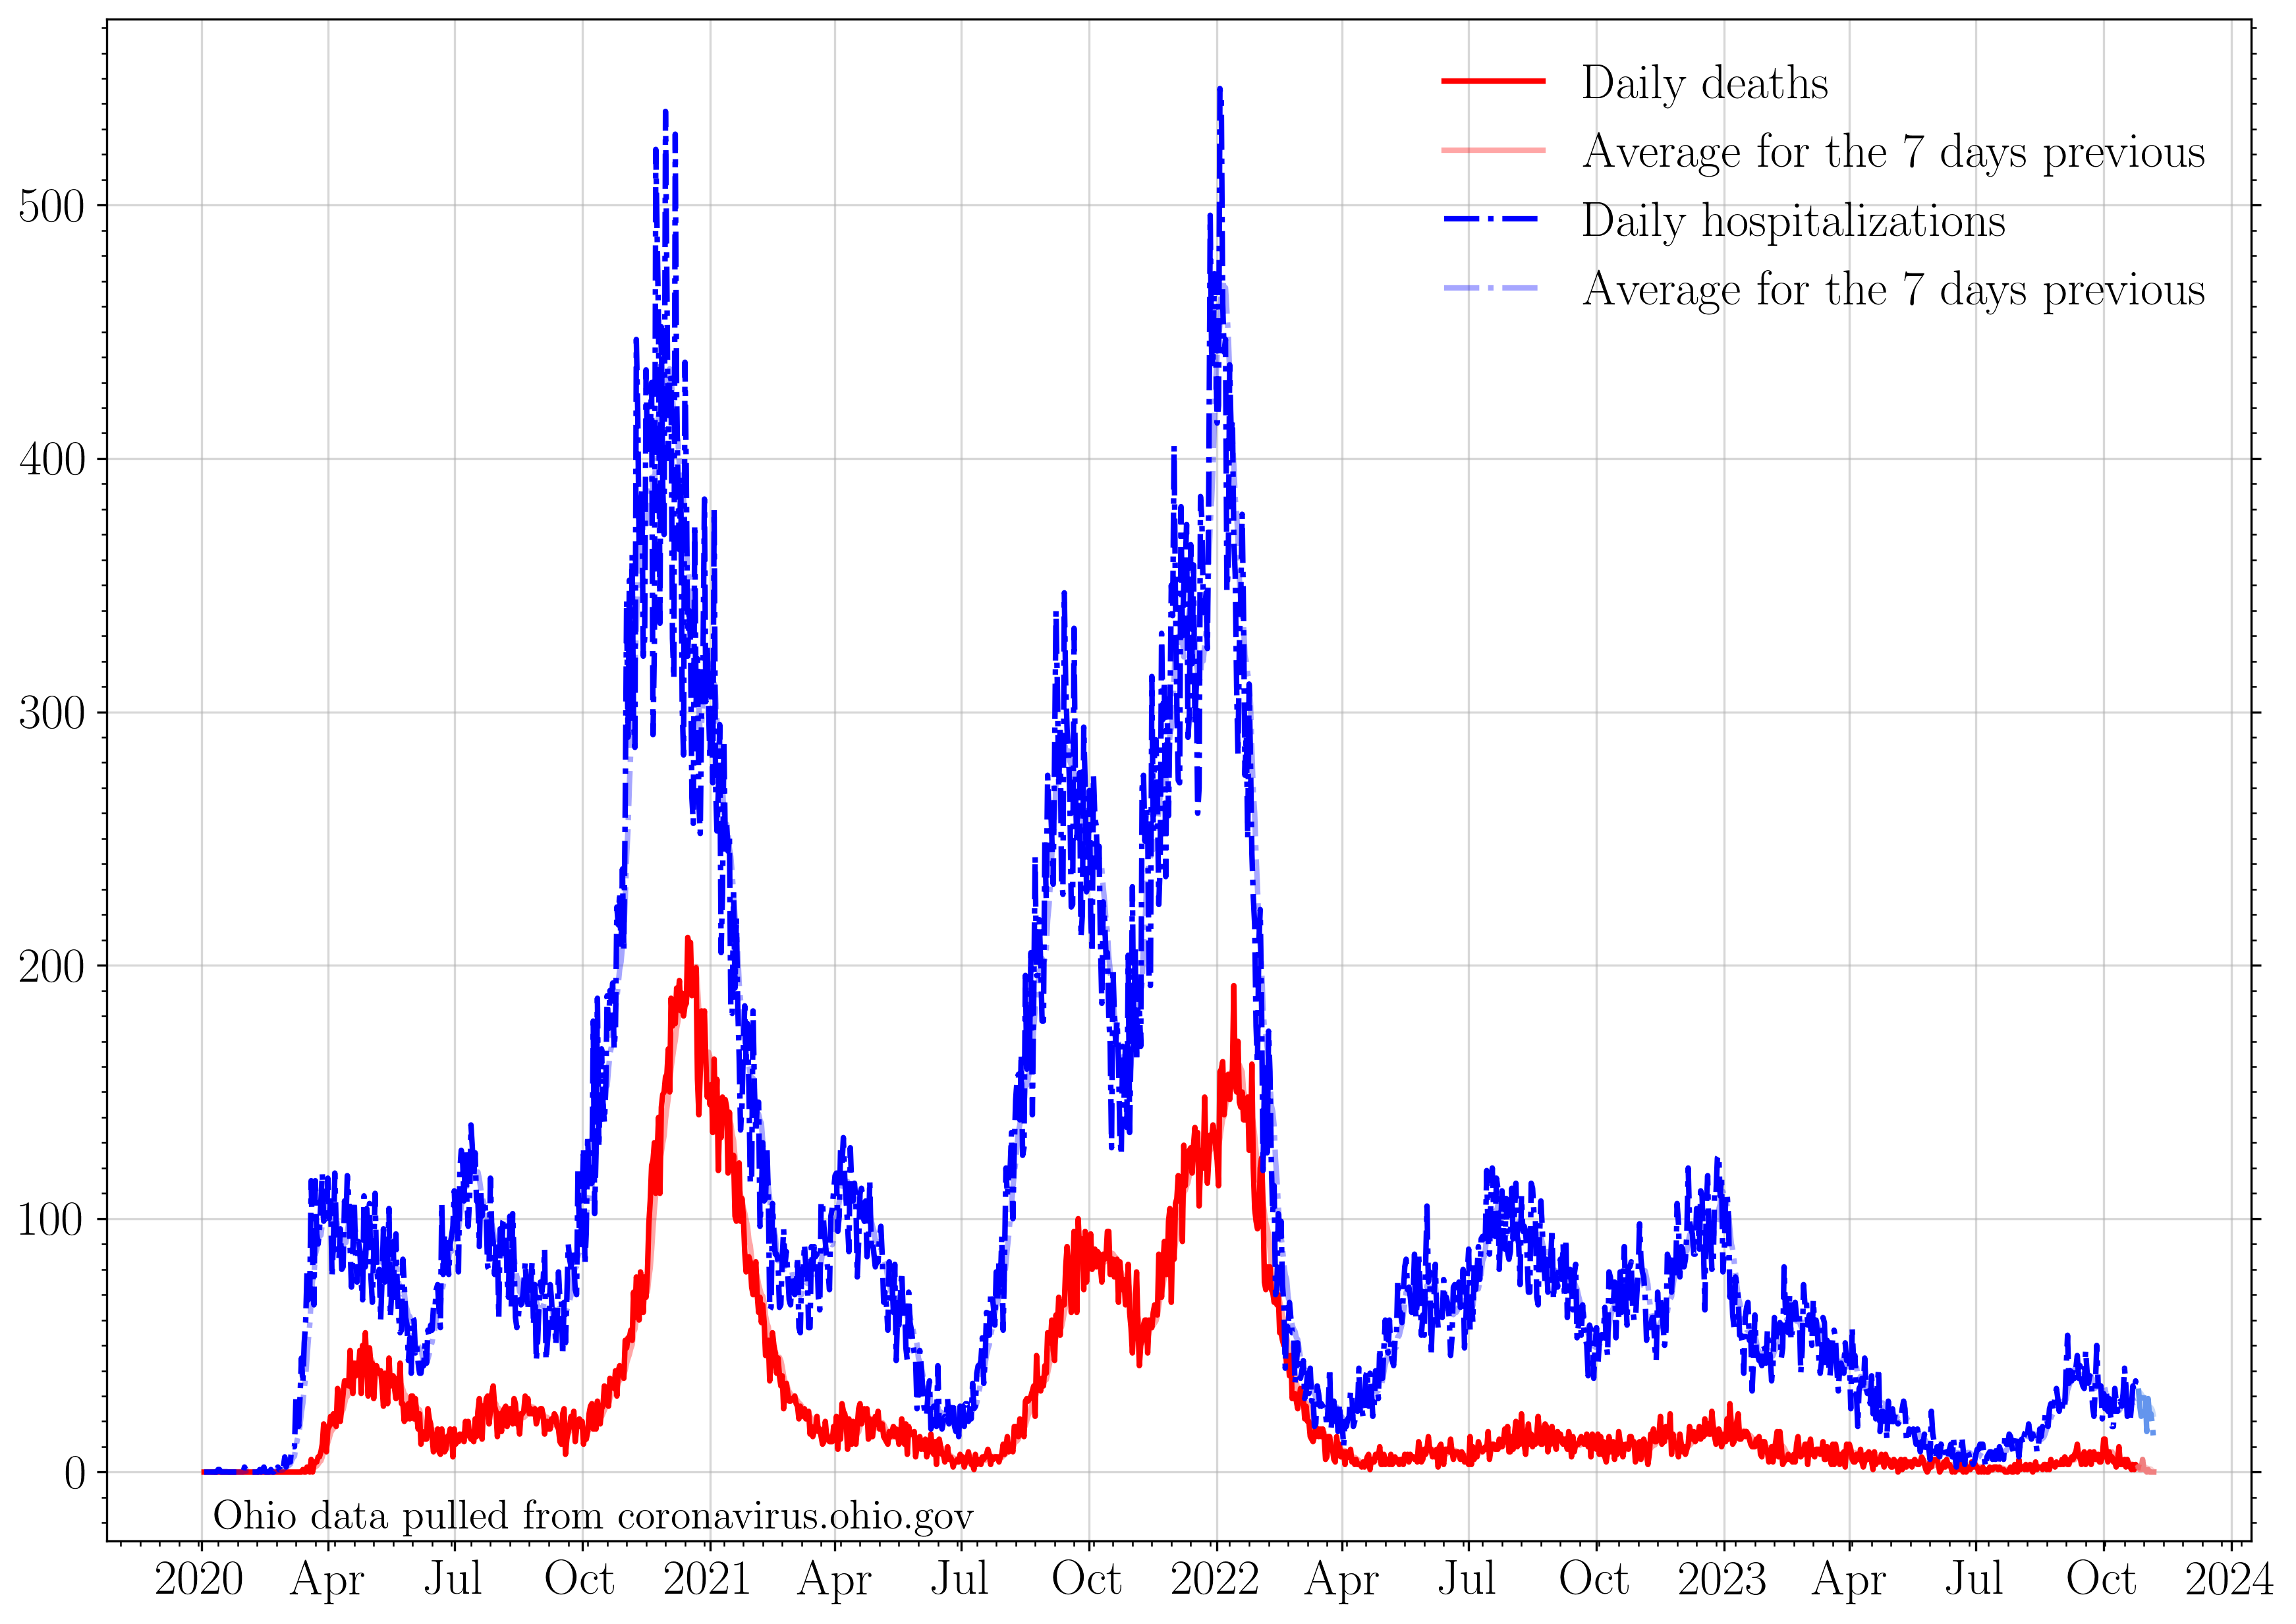 Daily deaths
Average for the 7 days previous
Daily hospitalizations
Average for the 7 days previous
500
400
300
200
100
0
Ohio data pulled from coronavirus.ohio.gov
2020 Apr Jul Oct 2021 Apr Jul Oct 2022 Apr Jul Oct 2023 Apr Jul Oct 2024